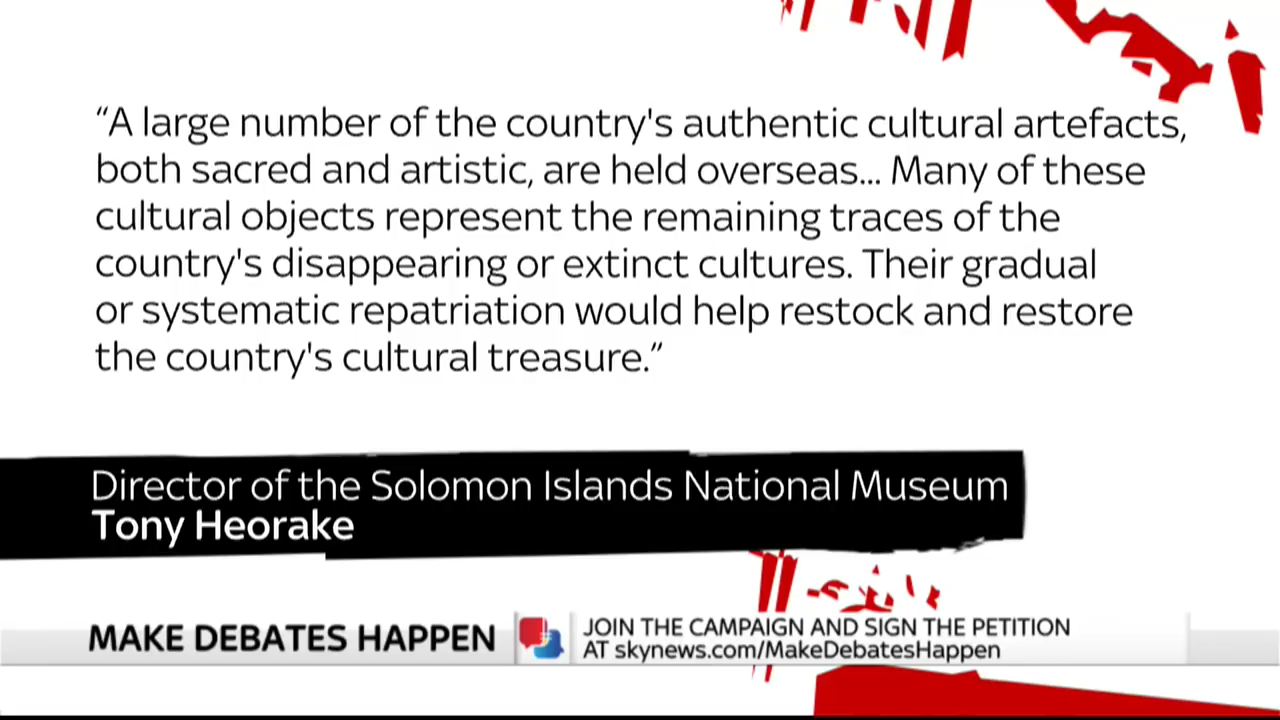 “A large number of the country's authentic cultural artefacts,
both sacred and artistic, are held overseas... Many of these
cultural objects represent the remaining traces of the
country's disappearing or extinct cultures. Their gradual
or systematic repatriation would help restock and restore
the country's cultural treasure.”
Director of the Solomon Islands National Museum
Tony Heorake
MAKE DEBATES HAPPEN
JOIN THE CAMPAIGN AND SIGN THE PETITION
AT skynews.com/MakeDebatesHappen